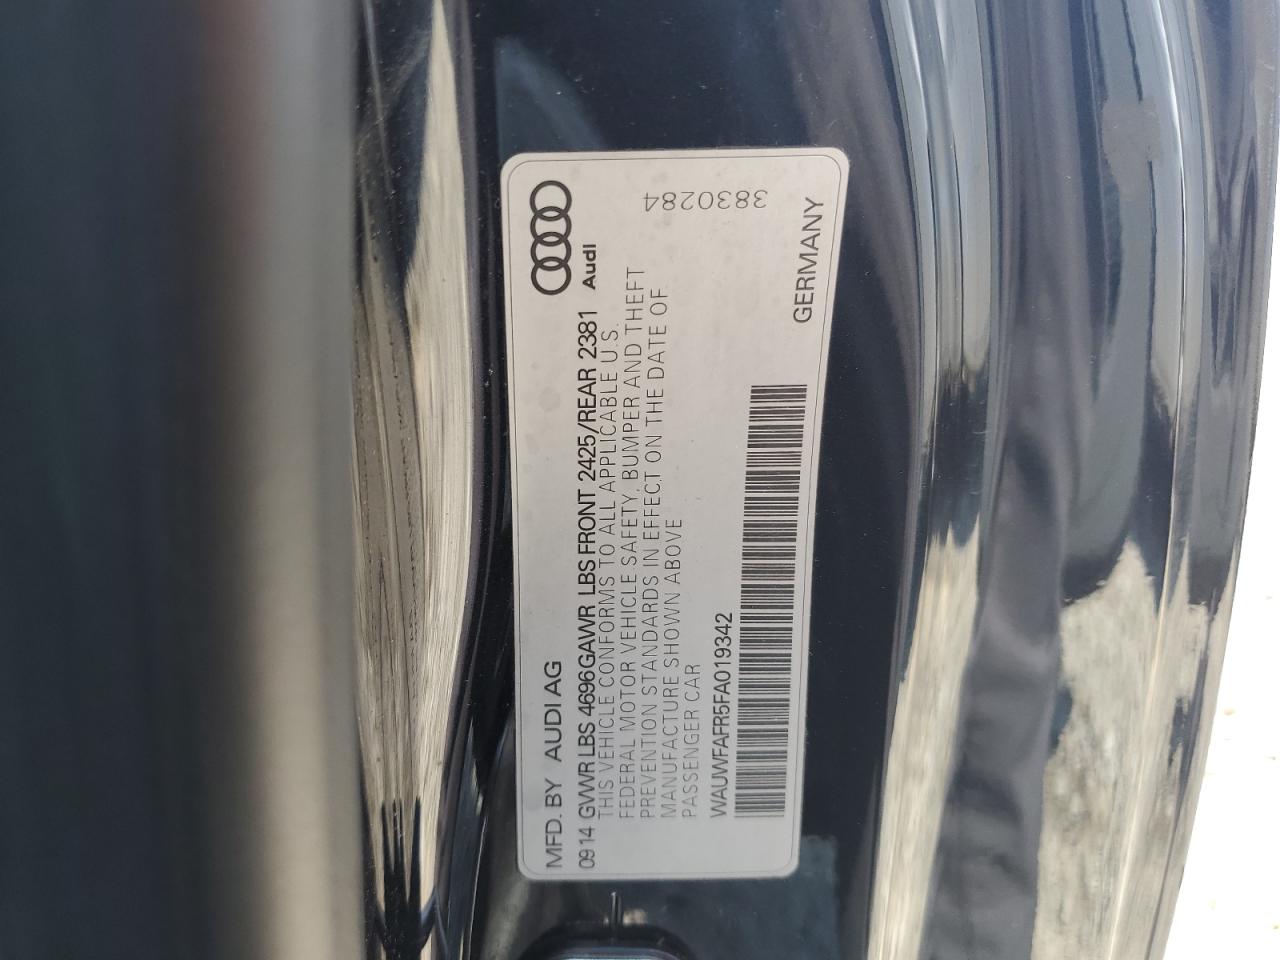 MFD. BY AUDI AG
0914 GVWR LBS 4696 GAWR LBS FRONT 2425/REAR 2381
THIS VEHICLE CONFORMS TO ALL APPLICABLE U.S.
FEDERAL MOTOR VEHICLE SAFETY, BUMPER AND THEFT
PREVENTION STANDARDS IN EFFECT ON THE DATE OF
MANUFACTURE SHOWN ABOVE
PASSENGER CAR
WAUWFAFR5FA019342
Audi
3830284
GERMANY